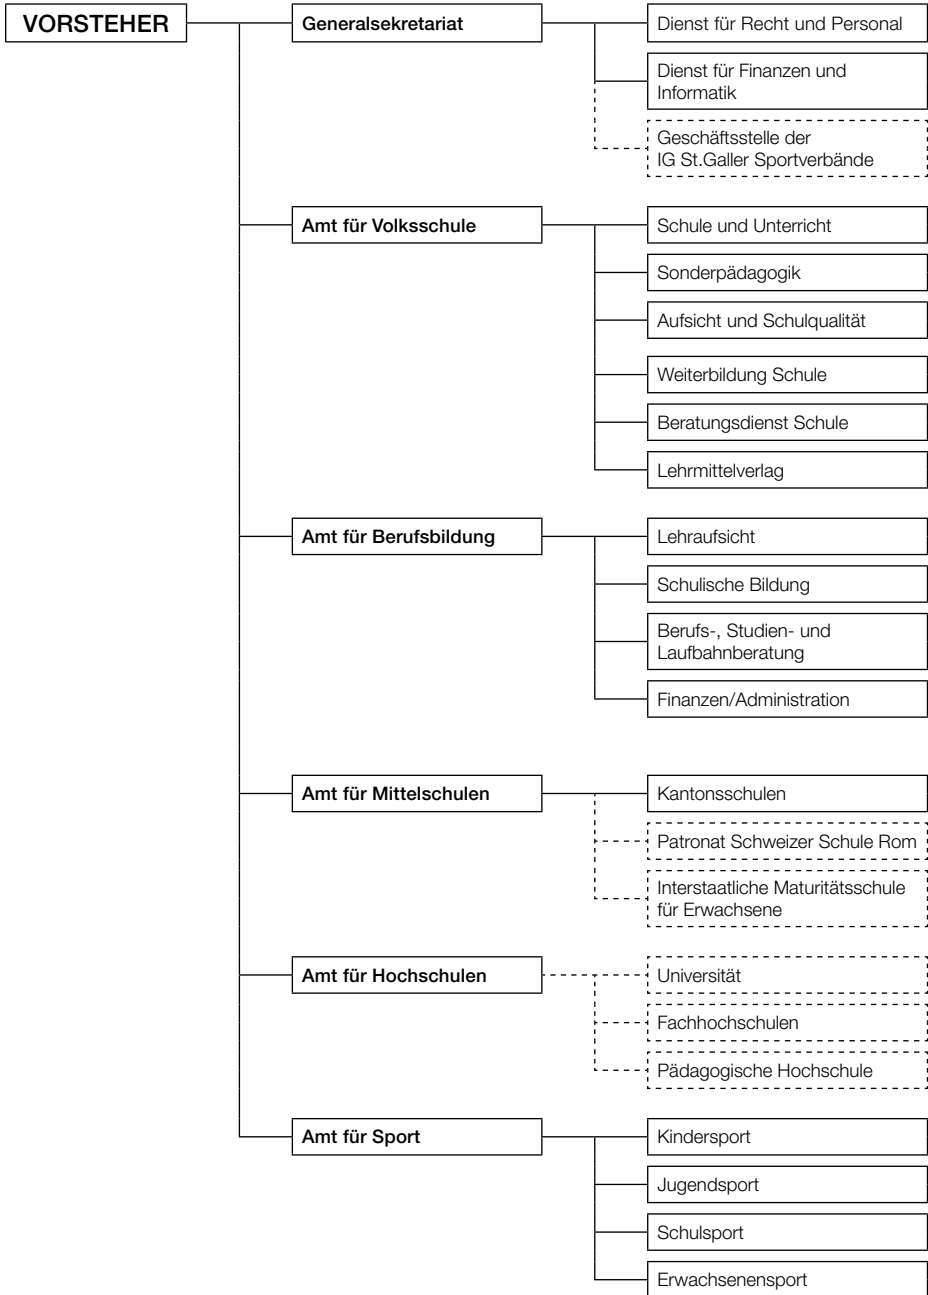 VORSTEHER
Generalsekretariat
Dienst für Recht und Personal
Dienst für Finanzen und
Informatik
Geschäftsstelle der
IG St.Galler Sportverbände
Amt für Volksschule
Schule und Unterricht
Sonderpädagogik
Aufsicht und Schulqualität
Weiterbildung Schule
Beratungsdienst Schule
Lehrmittelverlag
Amt für Berufsbildung
Lehraufsicht
Schulische Bildung
Berufs-, Studien- und
Laufbahnberatung
Finanzen/Administration
Amt für Mittelschulen
Kantonsschulen
Patronat Schweizer Schule Rom
Interstaatliche Maturitätsschule
für Erwachsene
Amt für Hochschulen
Universität
Fachhochschulen
Pädagogische Hochschule
Amt für Sport
Kindersport
Jugendsport
Schulsport
Erwachsenensport